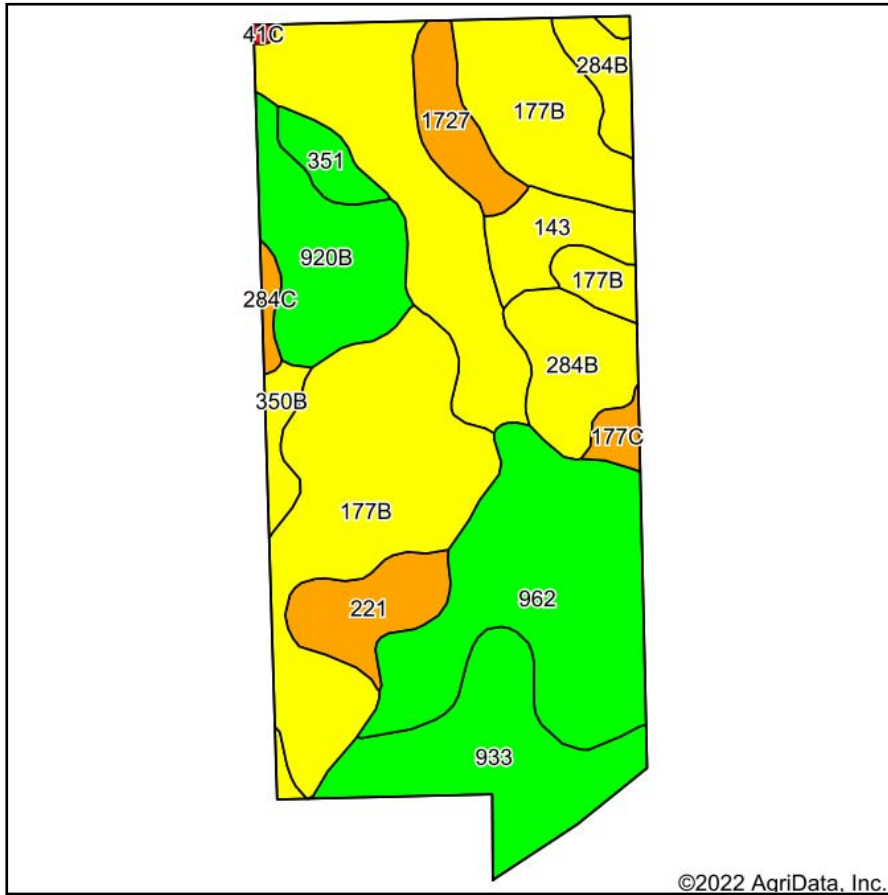 41C
284B
177B
1727
351
143
920B
177B
284C
284B
350B
177C
177B
962
221
933
©2022 AgriData, Inc.